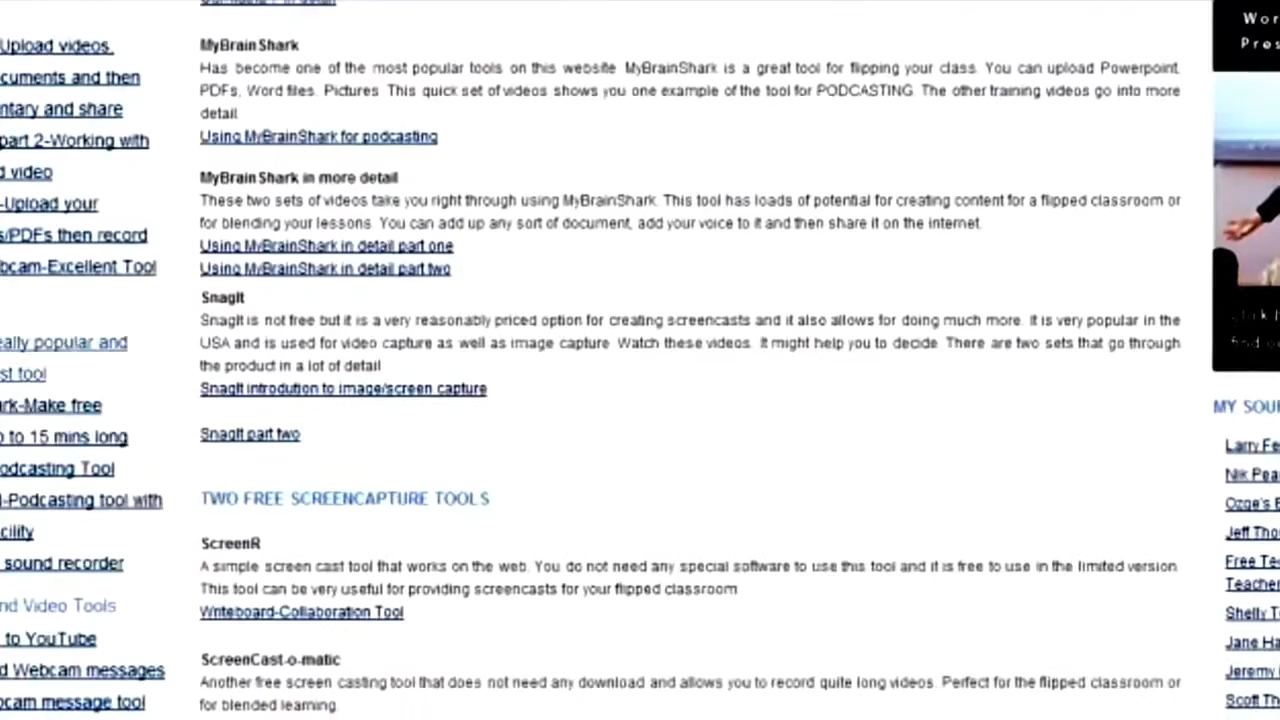 Upload videos,
cuments and then
ntary and share
part 2-Working with
d video
-Upload your
s/PDFs then record
bcam-Excellent Tool
eally popular and
st tool
rk-Make free
o to 15 mins long
odcasting Tool
l-Podcasting tool with
cility
sound recorder
nd Video Tools
to YouTube
d Webcam messages
bcam message tool
MyBrainShark
Has become one of the most popular tools on this website. MyBrainShark is a great tool for flipping your class. You can upload Powerpoint,
PDFs, Word files. Pictures. This quick set of videos shows you one example of the tool for PODCASTING. The other training videos go into more
detail.
Using MyBrainShark for podcasting
MyBrainShark in more detail
These two sets of videos take you right through using MyBrainShark. This tool has loads of potential for creating content for a flipped classroom or
for blending your lessons. You can add up any sort of document, add your voice to it and then share it on the internet.
Using MyBrainShark in detail part one
Using MyBrainShark in detail part two
SnagIt
SnagIt is not free but it is a very reasonably priced option for creating screencasts and it also allows for doing much more. It is very popular in the
USA and is used for video capture as well as image capture. Watch these videos. It might help you to decide. There are two sets that go through
the product in a lot of detail
SnagIt introdution to image/screen capture
SnagIt part two
TWO FREE SCREENCAPTURE TOOLS
ScreenR
A simple screen cast tool that works on the web. You do not need any special software to use this tool and it is free to use in the limited version.
This tool can be very useful for providing screencasts for your flipped classroom
Writeboard-Collaboration Tool
ScreenCast-o-matic
Another free screen casting tool that does not need any download and allows you to record quite long videos. Perfect for the flipped classroom or
for blended learning.
Wor
Pres
MY SOU
Larry Fe
Nik Pea
Ozge's E
Jeff Tho
Free Te
Teacher
Shelly T
Jane Ha
Jeremy
Scott Th